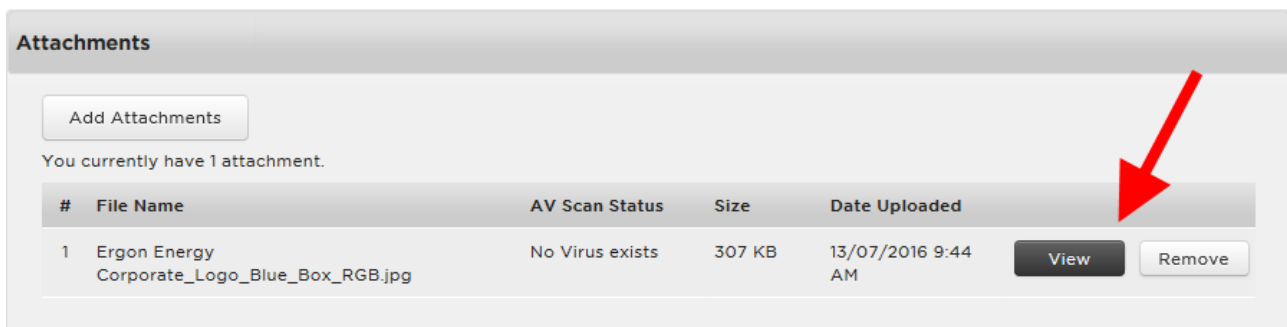 Attachments
Add Attachments
You currently have 1 attachment.
# File Name AV Scan Status Size Date Uploaded
1 Ergon Energy No Virus exists 307 KB 13/07/2016 9:44 View Remove
Corporate_Logo_Blue_Box_RGB.jpg AM